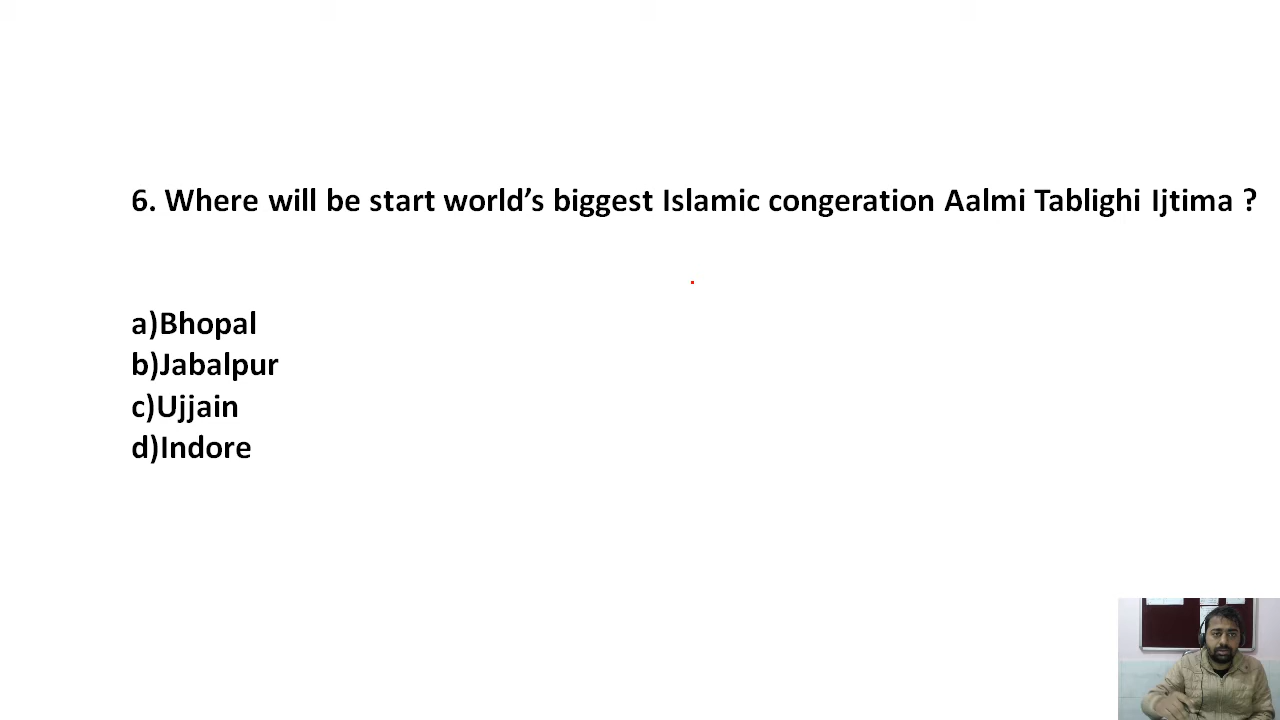 6. Where will be start world’s biggest Islamic congeration Aalmi Tablighi Ijtima ?
a)Bhopal
b)Jabalpur
c)Ujjain
d)Indore